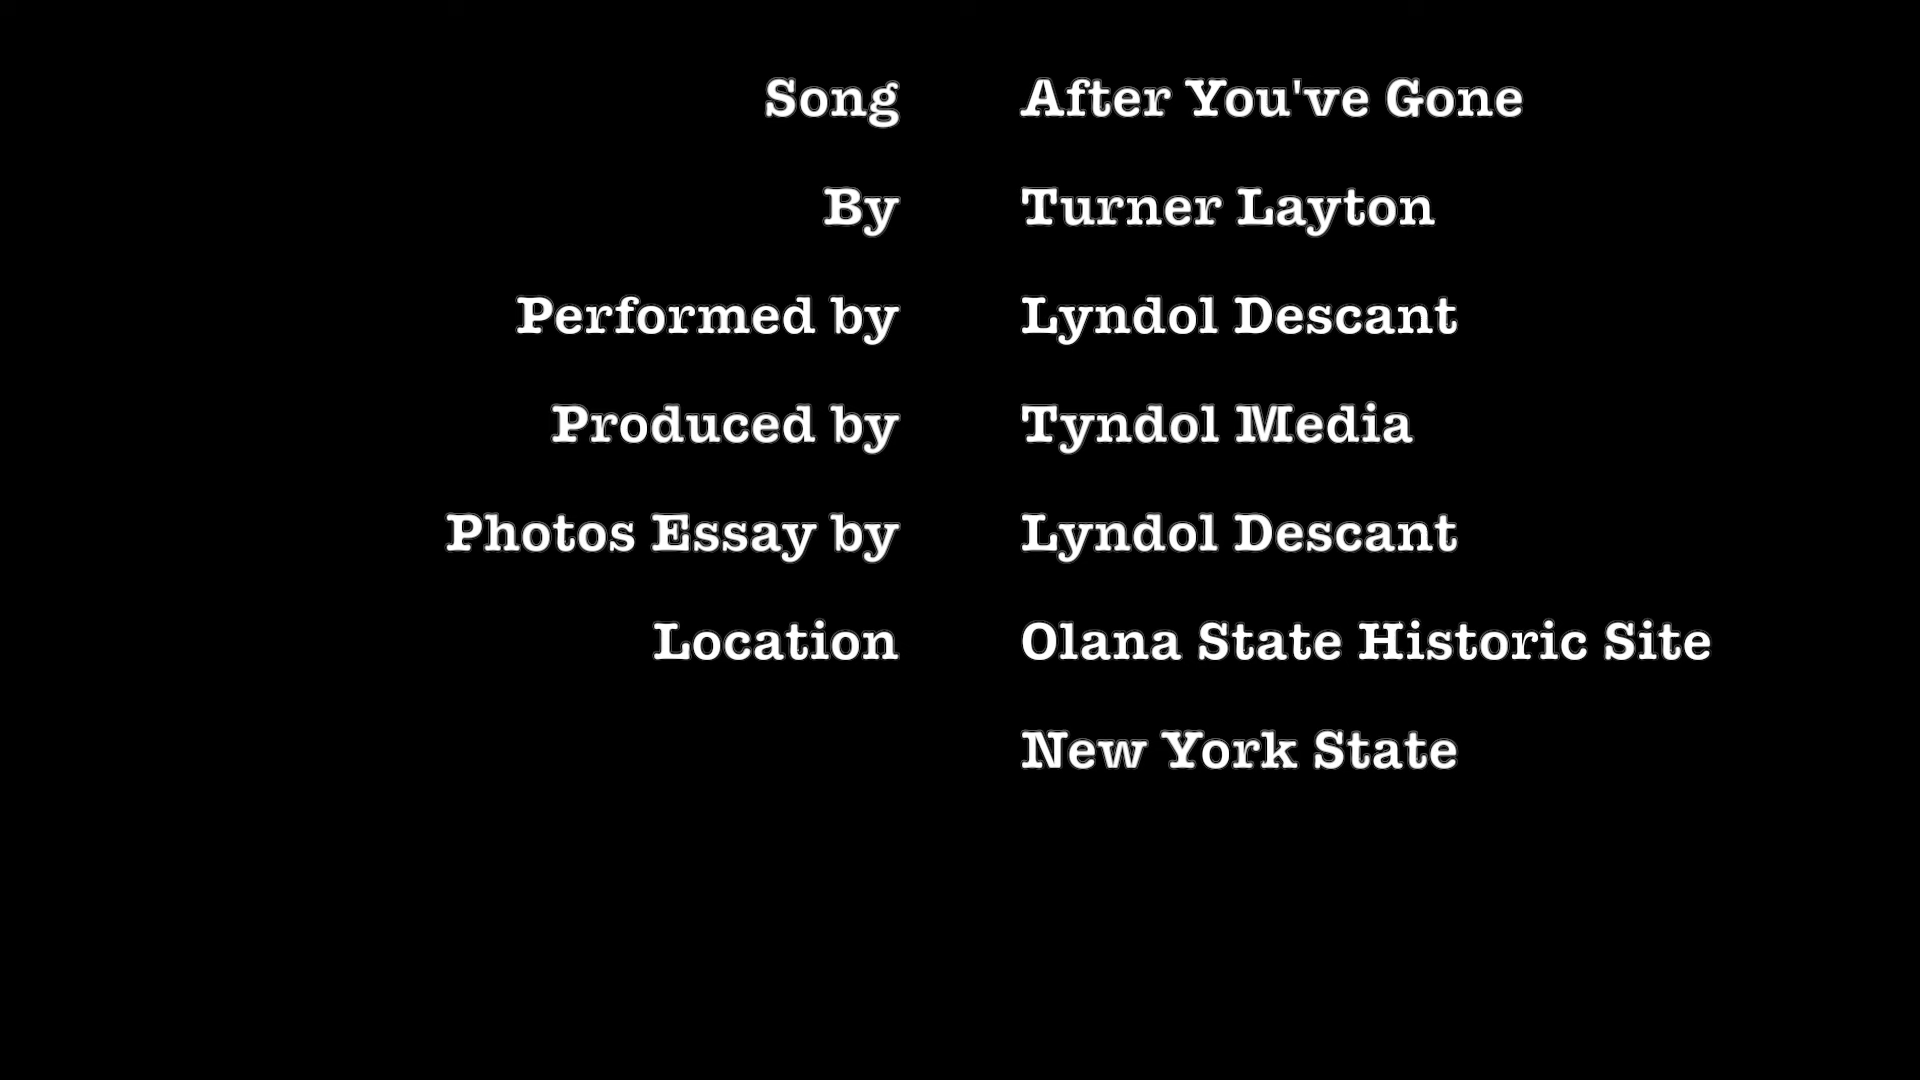 Song After You've Gone
By Turner Layton
Performed by Lyndol Descant
Produced by Tyndol Media
Photos Essay by Lyndol Descant
Location Olana State Historic Site
New York State